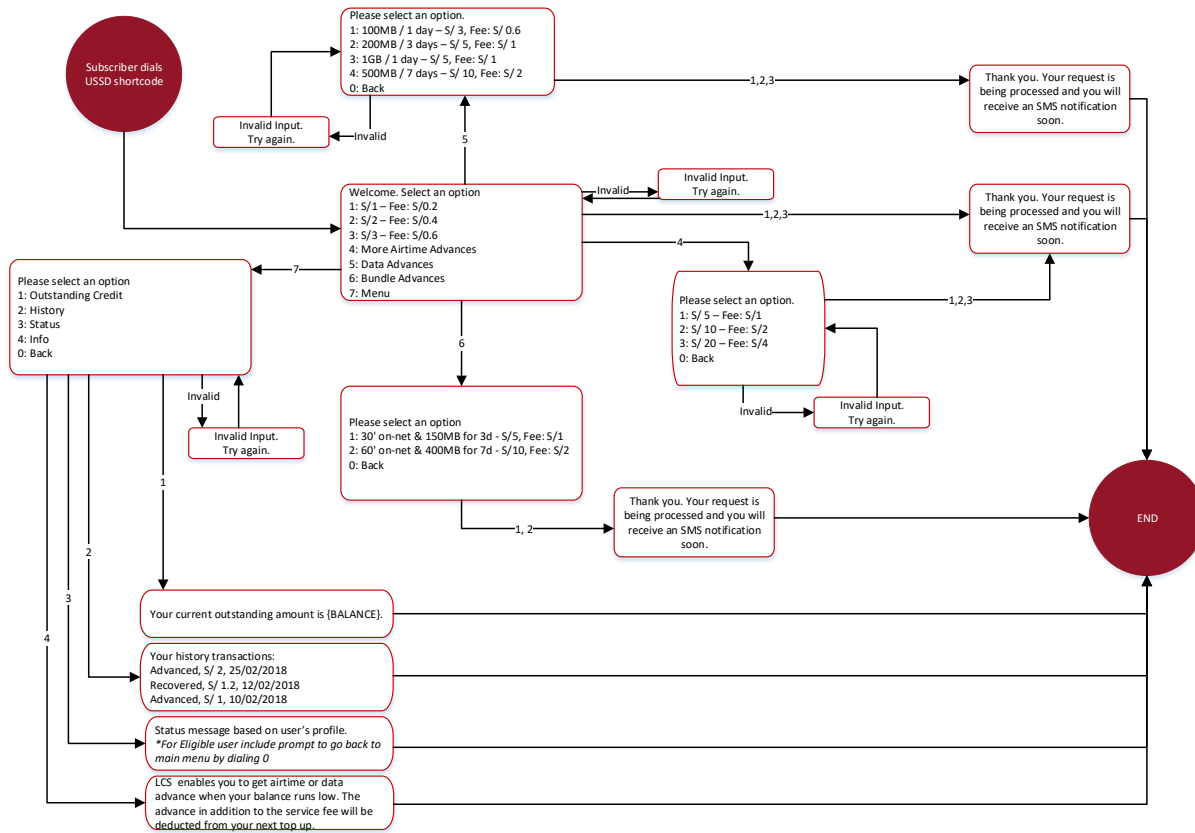 Subscriber dials
USSD shortcode
Please select an option.
1: 100MB / 1 day – S/ 3, Fee: S/ 0.6
2: 200MB / 3 days – S/ 5, Fee: S/ 1
3: 1GB / 1 day – S/ 5, Fee: S/ 1
4: 500MB / 7 days – S/ 10, Fee: S/ 2
0: Back
1,2,3
Thank you. Your request is
being processed and you will
receive an SMS notification
soon.
Invalid Input.
Try again.
Invalid
5
Welcome. Select an option
1: S/1 – Fee: S/0.2
2: S/2 – Fee: S/0.4
3: S/3 – Fee: S/0.6
4: More Airtime Advances
5: Data Advances
6: Bundle Advances
7: Menu
Invalid
Invalid Input.
Try again.
1,2,3
Thank you. Your request is
being processed and you will
receive an SMS notification
soon.
4
7
Please select an option
1: Outstanding Credit
2: History
3: Status
4: Info
0: Back
Please select an option.
1: S/ 5 – Fee: S/1
2: S/ 10 – Fee: S/2
3: S/ 20 – Fee: S/4
0: Back
1,2,3
6
Invalid
Invalid Input.
Try again.
Invalid
Invalid Input.
Try again.
Please select an option
1: 30' on-net & 150MB for 3d - S/5, Fee: S/1
2: 60' on-net & 400MB for 7d - S/10, Fee: S/2
0: Back
1, 2
Thank you. Your request is
being processed and you will
receive an SMS notification
soon.
END
1
2
3
4
Your current outstanding amount is {BALANCE}.
Your history transactions:
Advanced, S/ 2, 25/02/2018
Recovered, S/ 1.2, 12/02/2018
Advanced, S/ 1, 10/02/2018
Status message based on user's profile.
*For Eligible user include prompt to go back to
main menu by dialing 0
LCS enables you to get airtime or data
advance when your balance runs low. The
advance in addition to the service fee will be
deducted from your next top up.